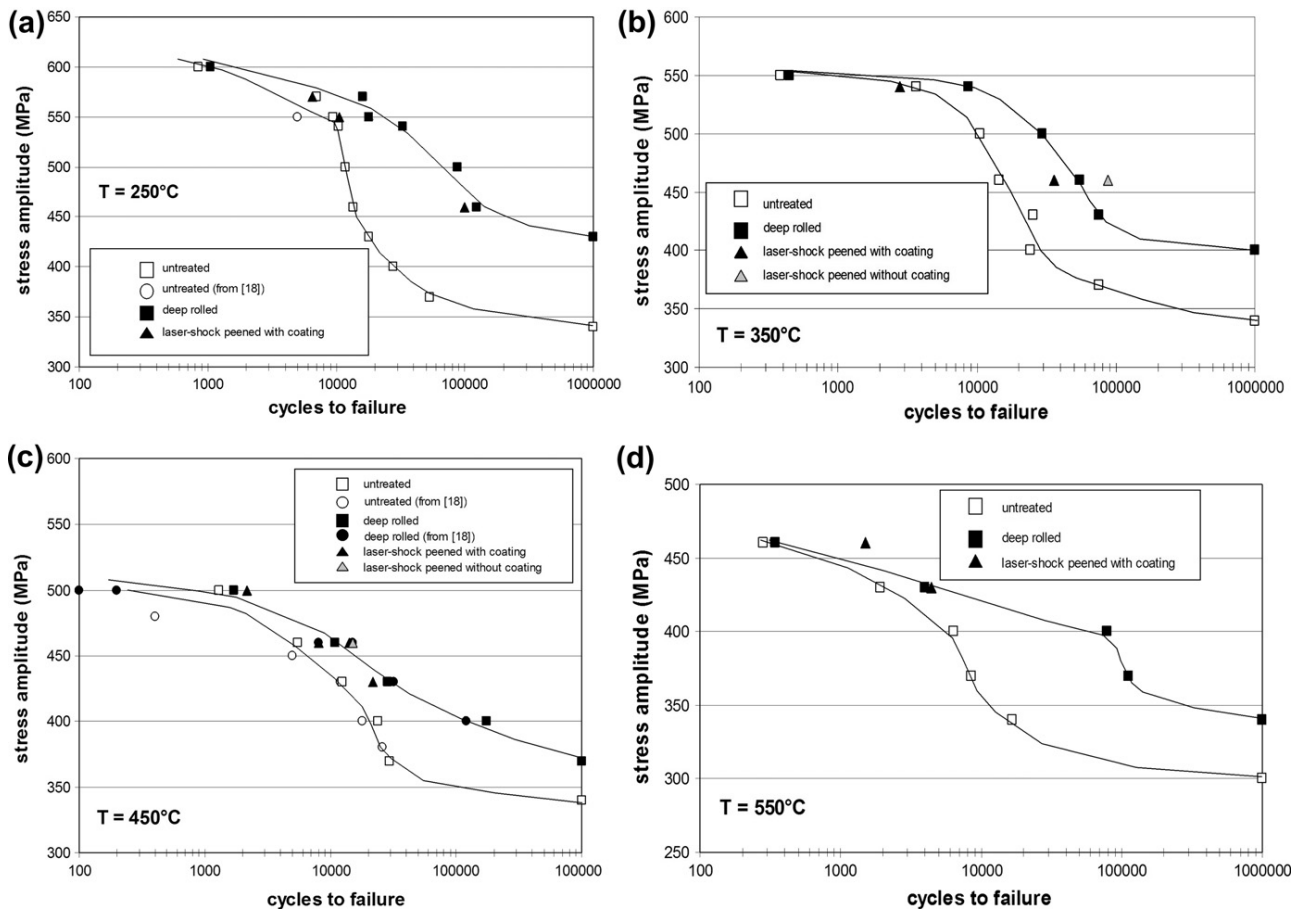 (a)
650
600
550
500
450
400
350
300
stress amplitude (MPa)
T = 250°C
untreated
untreated (from [18])
deep rolled
laser-shock peened with coating
100 1000 10000 100000 1000000
cycles to failure
(b)
600
550
500
450
400
350
300
stress amplitude (MPa)
untreated
deep rolled
laser-shock peened with coating
laser-shock peened without coating
T = 350°C
100 1000 10000 100000 1000000
cycles to failure
(c)
600
550
500
450
400
350
300
stress amplitude (MPa)
untreated
untreated (from [18])
deep rolled
deep rolled (from [18])
laser-shock peened with coating
laser-shock peened without coating
T = 450°C
100 1000 10000 100000 100000
cycles to failure
(d)
500
450
400
350
300
250
stress amplitude (MPa)
untreated
deep rolled
laser-shock peened with coating
T = 550°C
100 1000 10000 100000 1000000
cycles to failure